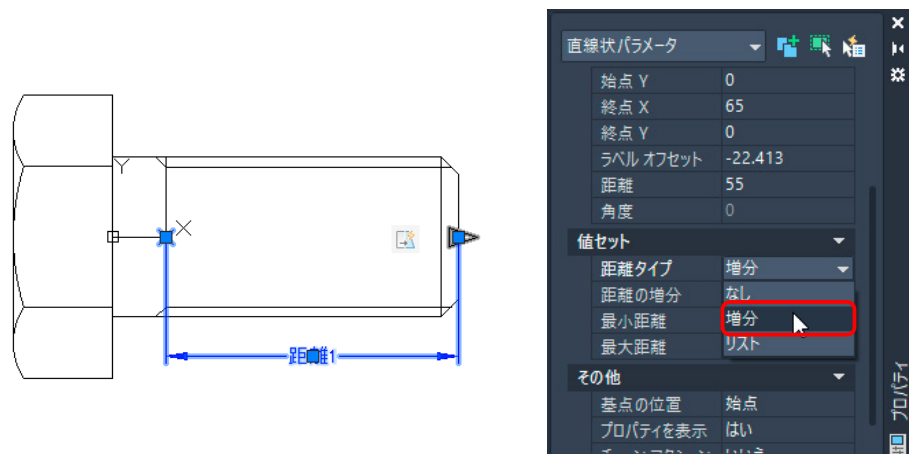 Y
X
距離1
直線状パラメータ
始点 Y 0
終点 X 65
終点 Y 0
ラベル オフセット -22.413
距離 55
角度 0
値セット
距離タイプ 増分
距離の増分 なし
最小距離 増分
最大距離 リスト
その他
基点の位置 始点
プロパティを表示 はい
プロパティ